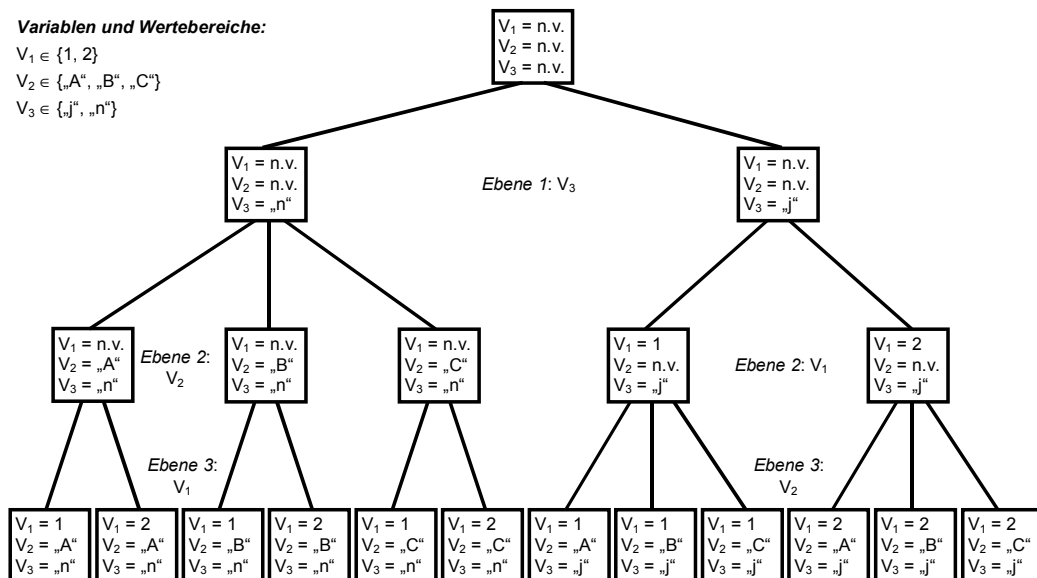 Variablen und Wertebereiche:
V₁ ∈ {1, 2}
V₂ ∈ {„A“, „B“, „C“}
V₃ ∈ {„j“, „n“}
V₁ = n.v.
V₂ = n.v.
V₃ = n.v.
V₁ = n.v.
V₂ = n.v.
V₃ = „n“
Ebene 1: V₃
V₁ = n.v.
V₂ = n.v.
V₃ = „j“
V₁ = n.v.
V₂ = „A“
V₃ = „n“
Ebene 2:
V₂
V₁ = n.v.
V₂ = „B“
V₃ = „n“
V₁ = n.v.
V₂ = „C“
V₃ = „n“
V₁ = 1
V₂ = n.v.
V₃ = „j“
Ebene 2: V₁
V₁ = 2
V₂ = n.v.
V₃ = „j“
Ebene 3:
V₁
Ebene 3:
V₂
V₁ = 1
V₂ = „A“
V₃ = „n“
V₁ = 2
V₂ = „A“
V₃ = „n“
V₁ = 1
V₂ = „B“
V₃ = „n“
V₁ = 2
V₂ = „B“
V₃ = „n“
V₁ = 1
V₂ = „C“
V₃ = „n“
V₁ = 2
V₂ = „C“
V₃ = „n“
V₁ = 1
V₂ = „A“
V₃ = „j“
V₁ = 1
V₂ = „B“
V₃ = „j“
V₁ = 1
V₂ = „C“
V₃ = „j“
V₁ = 2
V₂ = „A“
V₃ = „j“
V₁ = 2
V₂ = „B“
V₃ = „j“
V₁ = 2
V₂ = „C“
V₃ = „j“